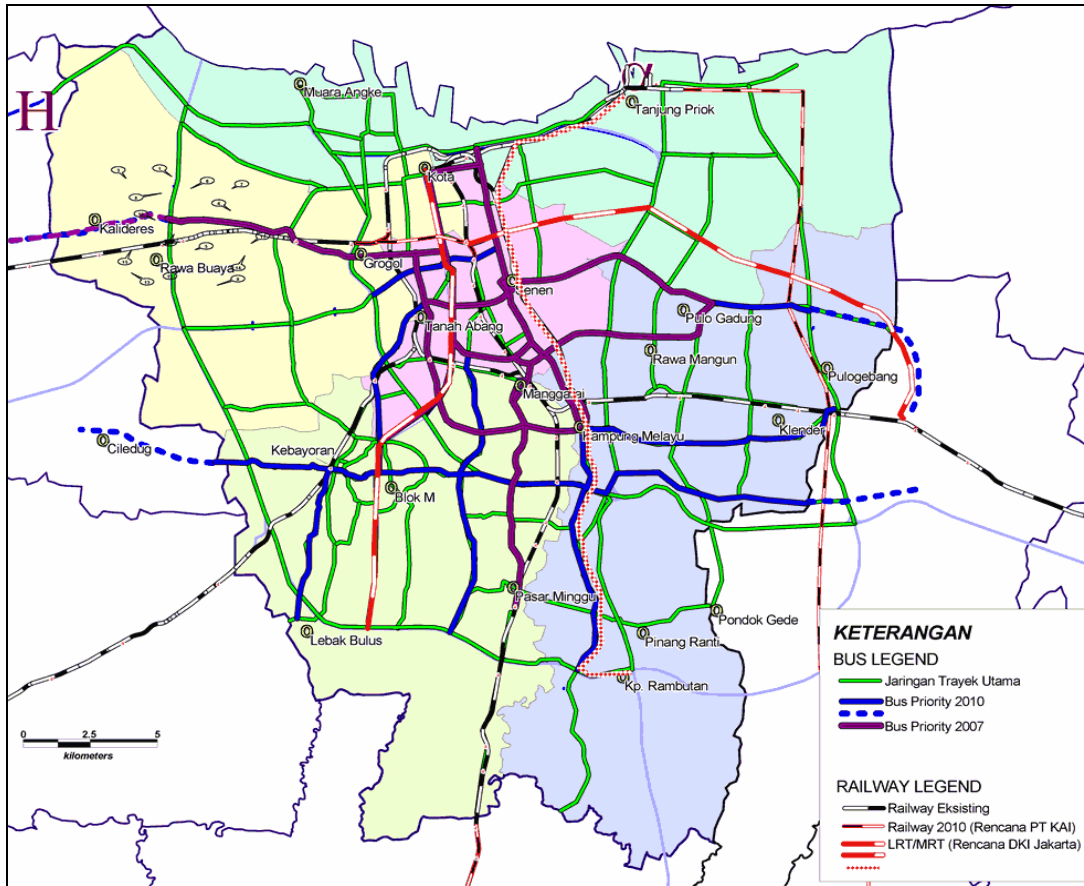 H
Muara Angke
Tanjung Priok
Kota
Kalideres
Rawa Buaya
Grogol
Senen
Tanah Abang
Pulo Gadung
Rawa Mangun
Pulogebang
Manggarai
Klender
Kampung Melayu
Ciledug
Kebayoran
Blok M
Pasar Minggu
Pondok Gede
Lebak Bulus
Pinang Ranti
Kp. Rambutan
0 2.5 5
kilometers
KETERANGAN
BUS LEGEND
Jaringan Trayek Utama
Bus Priority 2010
Bus Priority 2007
RAILWAY LEGEND
Railway Eksisting
Railway 2010 (Rencana PT KAI)
LRT/MRT (Rencana DKI Jakarta)